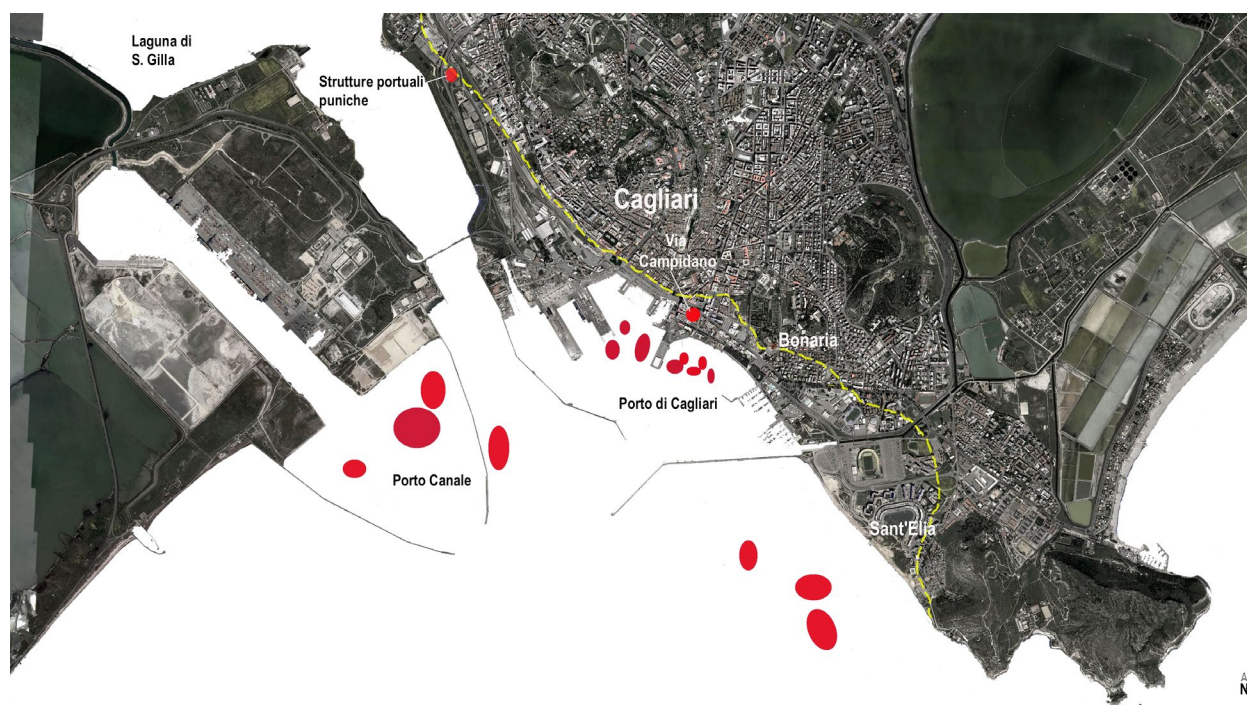 Laguna di
S. Gilla
Strutture portuali
puniche
Cagliari
Via
Campidano
Bonaria
Porto di Cagliari
Porto Canale
Sant'Elia
A
N